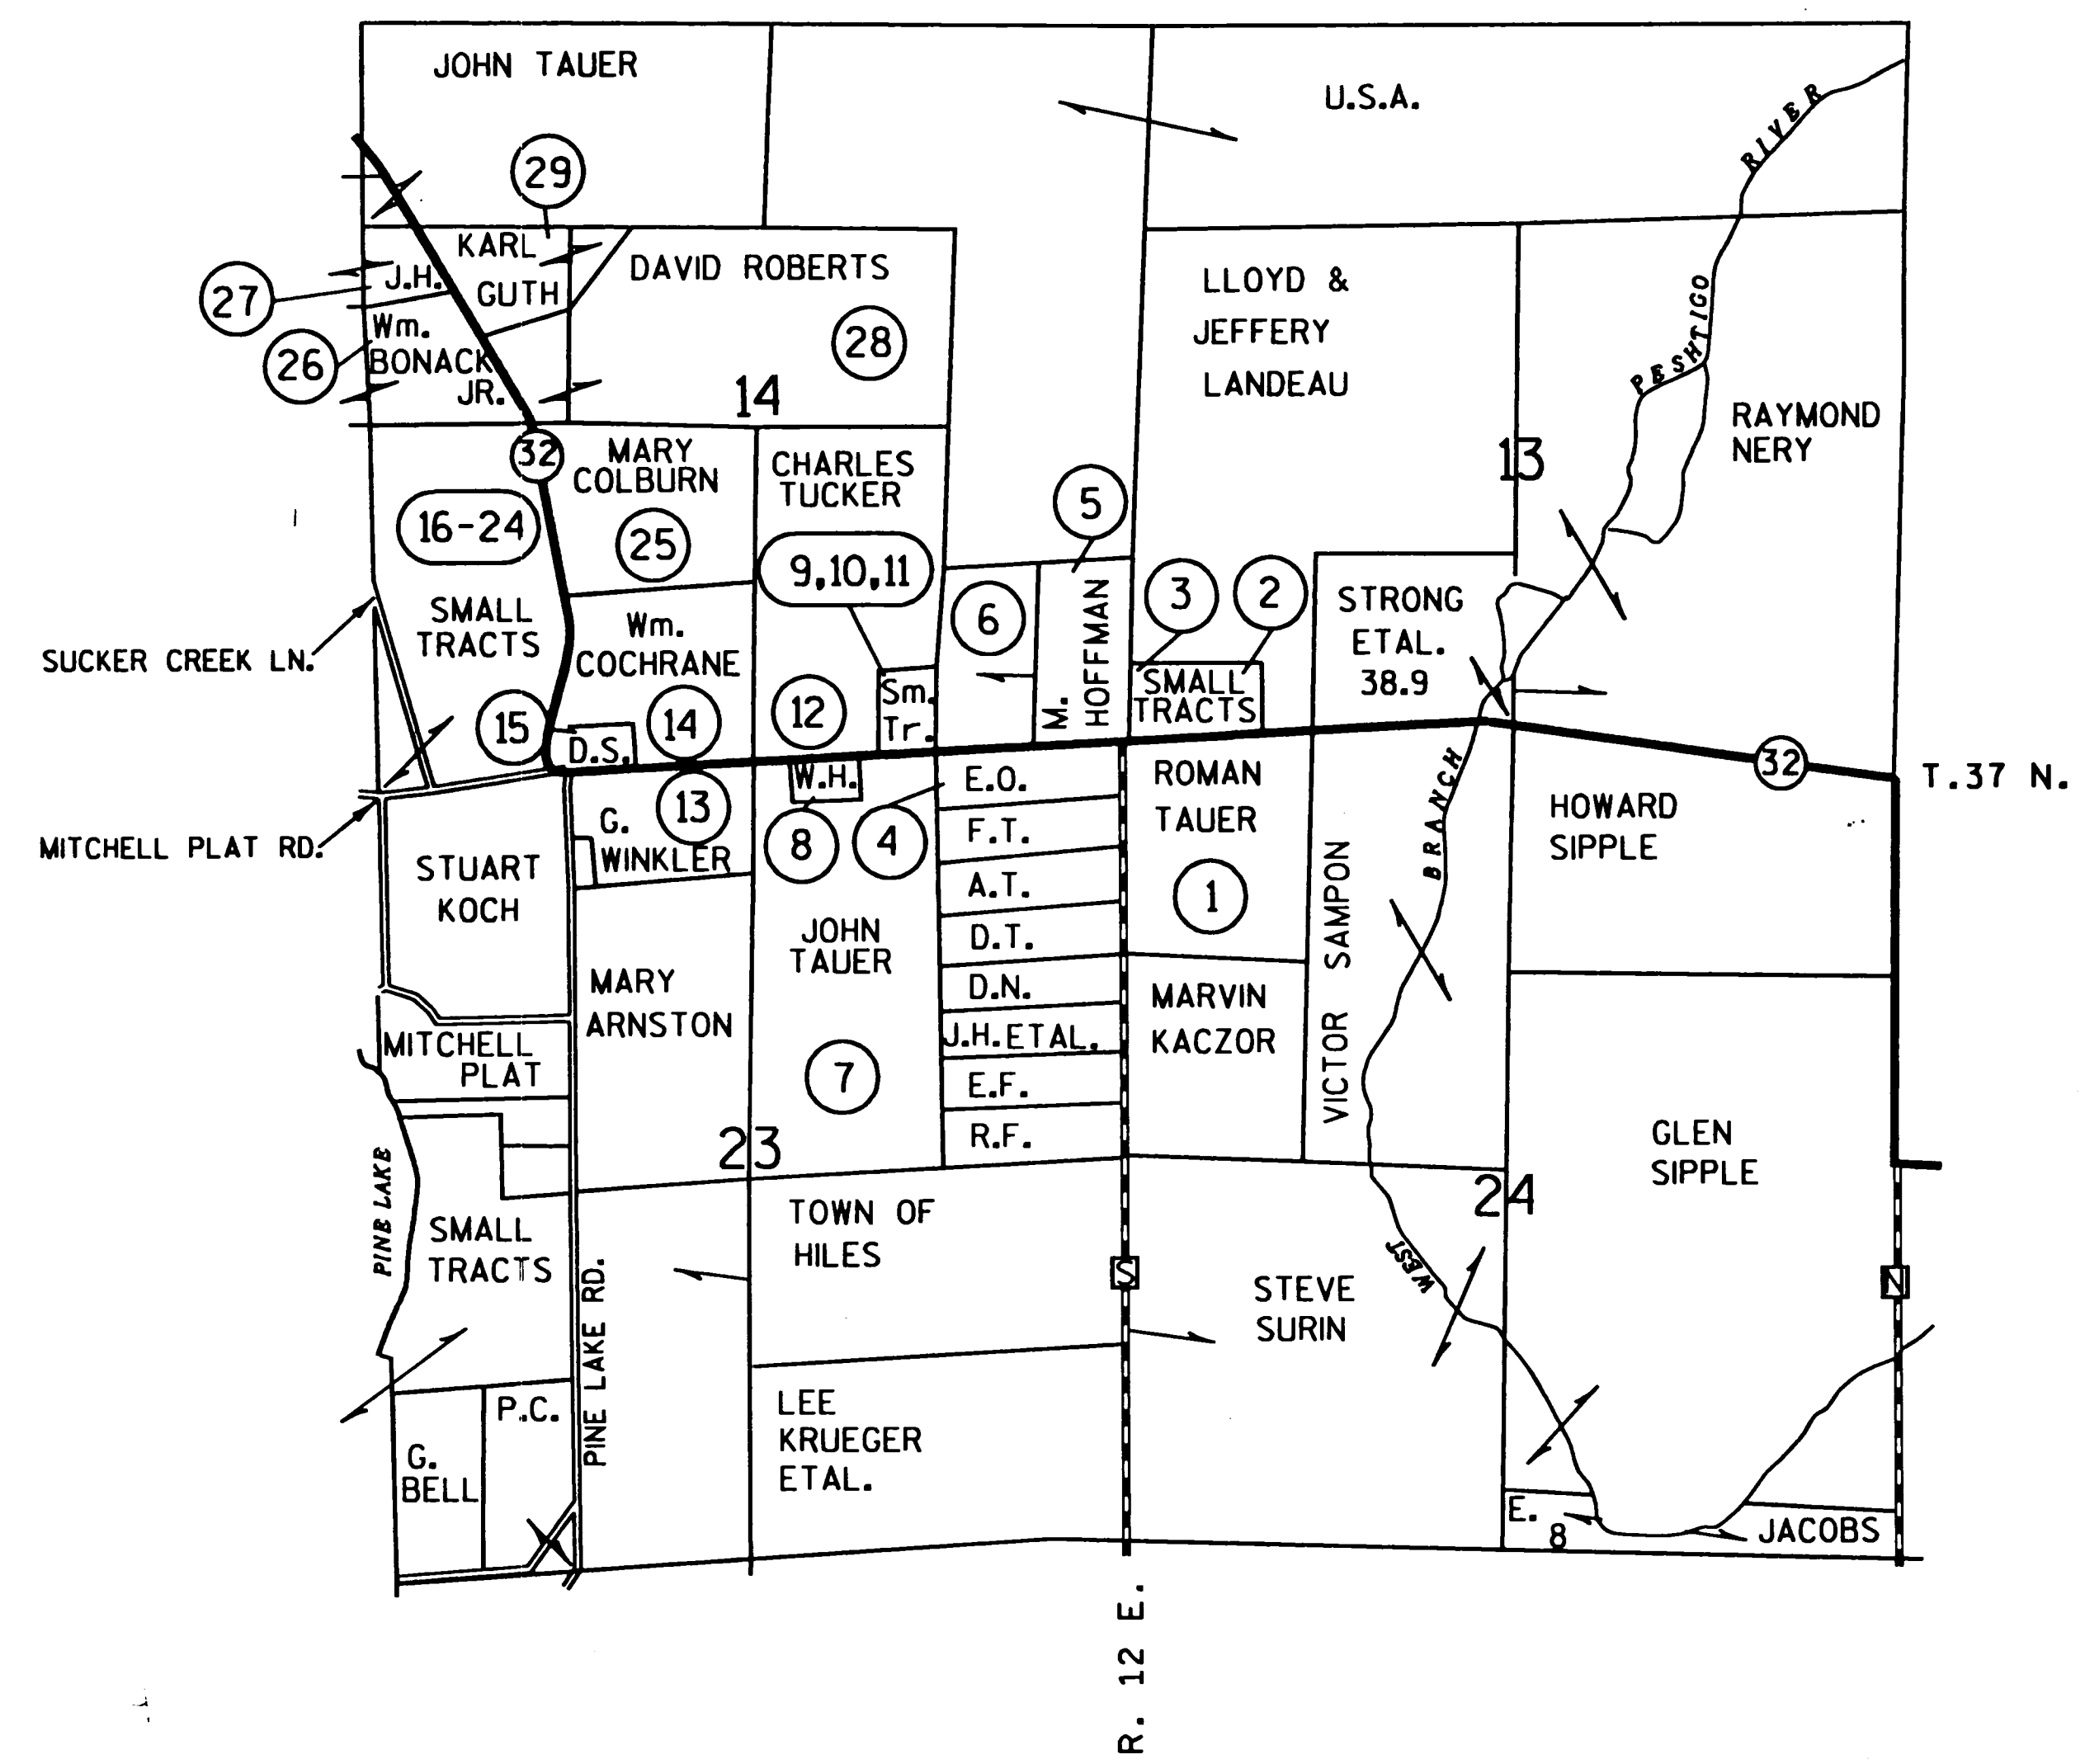 JOHN TAUER
U.S.A.
RIVER
29
KARL
GUTH
J.H.
27
Wm.
BONACK
JR.
26
DAVID ROBERTS
28
14
LLOYD &
JEFFERY
LANDEAU
PESHTIGO
RAYMOND
NERY
13
32
MARY
COLBURN
25
CHARLES
TUCKER
16-24
9,10,11
5
6
M. HOFFMAN
3
2
SMALL
TRACTS
STRONG
ETAL.
38.9
SMALL
TRACTS
SUCKER CREEK LN.
Wm.
COCHRANE
15
D.S.
14
12
Sm.
Tr.
32
T.37 N.
MITCHELL PLAT RD.
STUART
KOCH
G.
WINKLER
13
W.H.
8
4
E.O.
F.T.
A.T.
D.T.
D.N.
J.H.ETAL.
E.F.
R.F.
ROMAN
TAUER
1
VICTOR SAMPON
BRANCH
HOWARD
SIPPLE
JOHN
TAUER
7
MARY
ARNSTON
MARVIN
KACZOR
MITCHELL
PLAT
23
24
GLEN
SIPPLE
PINE LAKE
SMALL
TRACTS
PINE LAKE RD.
TOWN OF
HILES
S
STEVE
SURIN
WEST
N
G.
BELL
P.C.
LEE
KRUEGER
ETAL.
E.
8
JACOBS
R. 12 E.